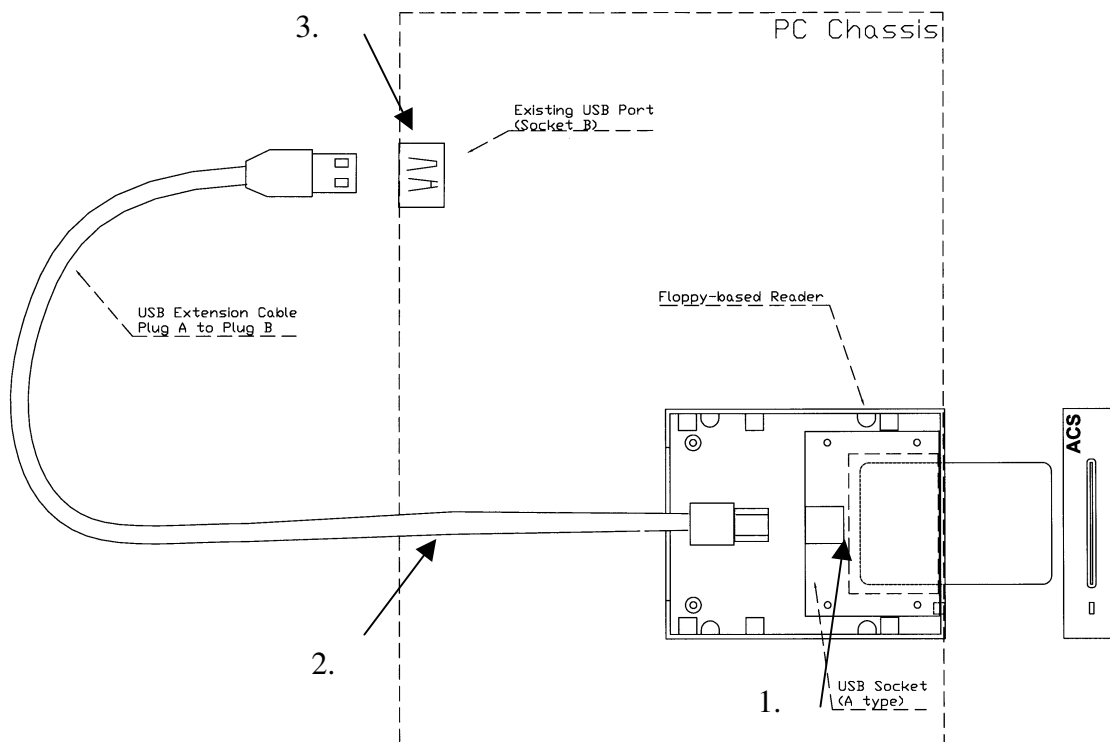 3.
PC Chassis
Existing USB Port
(Socket B)
USB Extension Cable
Plug A to Plug B
Floppy-based Reader
ACS
2.
1.
USB Socket
(A type)